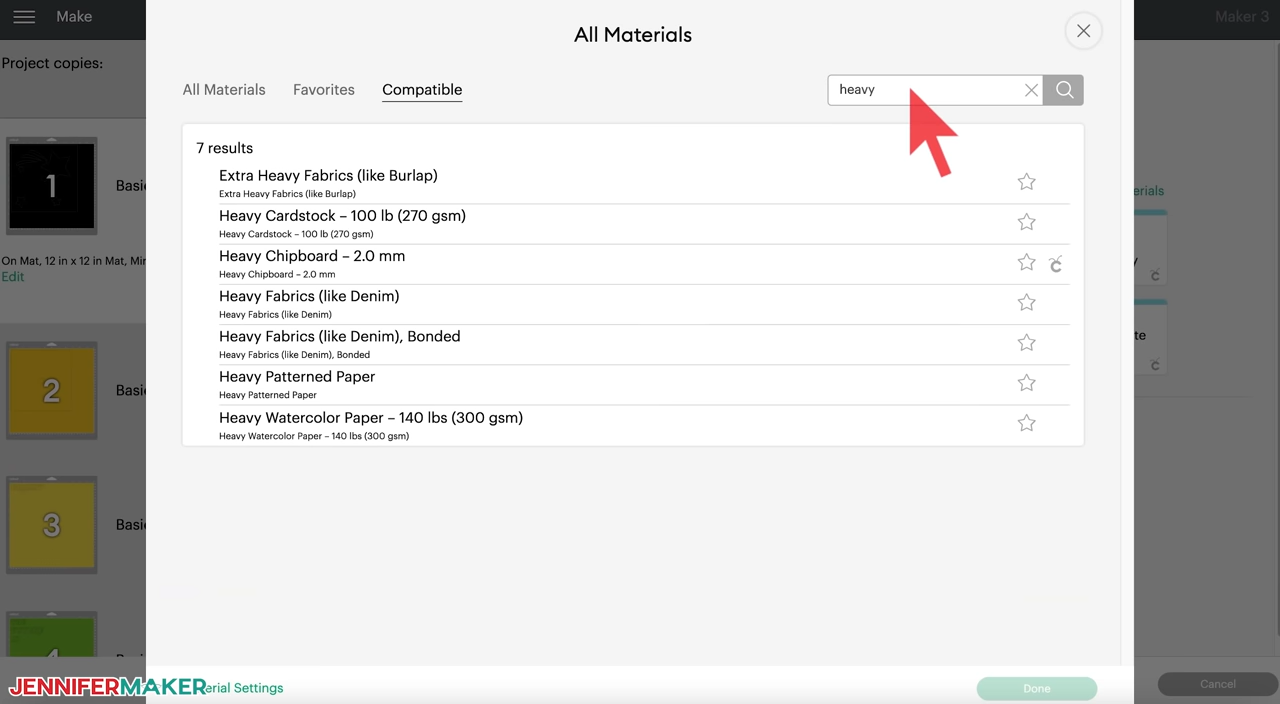 Make
Maker 3
All Materials
Project copies:
All Materials
Favorites
Compatible
heavy
7 results
Extra Heavy Fabrics (like Burlap)
Extra Heavy Fabrics (like Burlap)
Heavy Cardstock – 100 lb (270 gsm)
Heavy Cardstock – 100 lb (270 gsm)
Heavy Chipboard – 2.0 mm
Heavy Chipboard – 2.0 mm
Heavy Fabrics (like Denim)
Heavy Fabrics (like Denim)
Heavy Fabrics (like Denim), Bonded
Heavy Fabrics (like Denim), Bonded
Heavy Patterned Paper
Heavy Patterned Paper
Heavy Watercolor Paper – 140 lbs (300 gsm)
Heavy Watercolor Paper – 140 lbs (300 gsm)
1
Basi
On Mat, 12 in x 12 in Mat, Mir
Edit
2
Basi
3
Basi
4
erials
y
te
JENNIFERMAKER
erial Settings
Done
Cancel